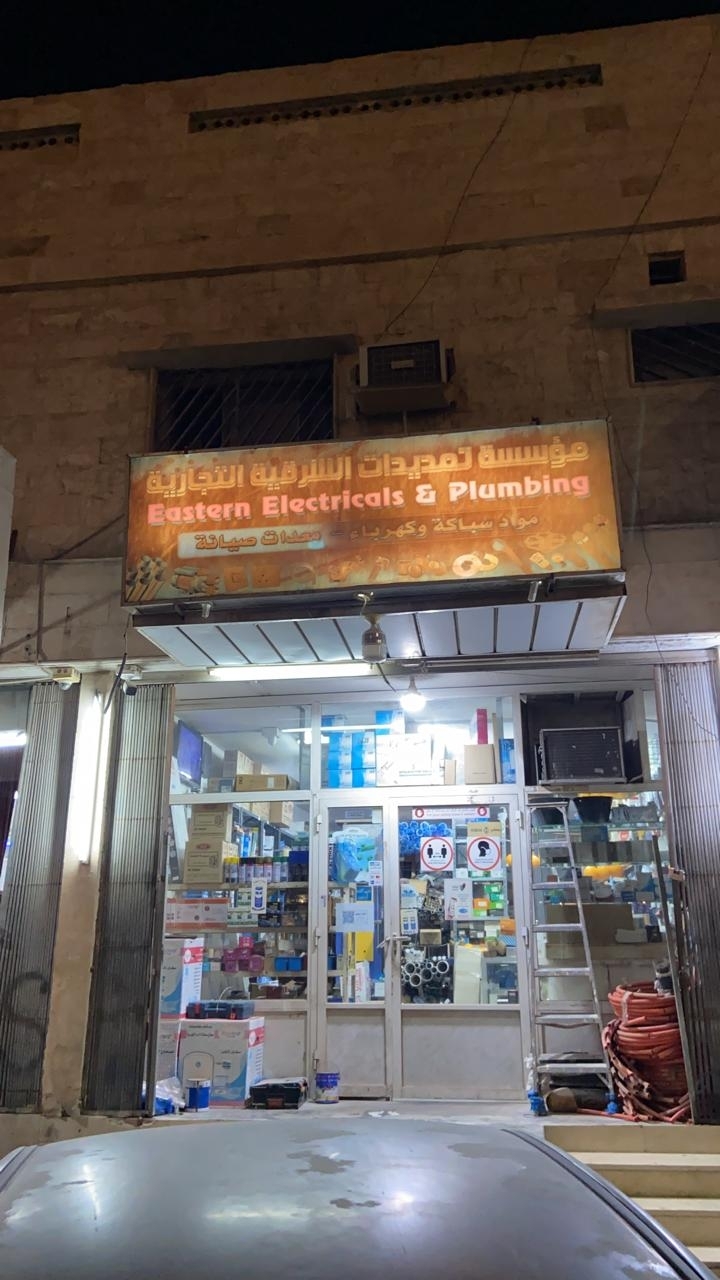 مؤسسة تمديدات الشرقية التجارية
Eastern Electricals & Plumbing
مواد سباكة وكهرباء - معدات صيانة